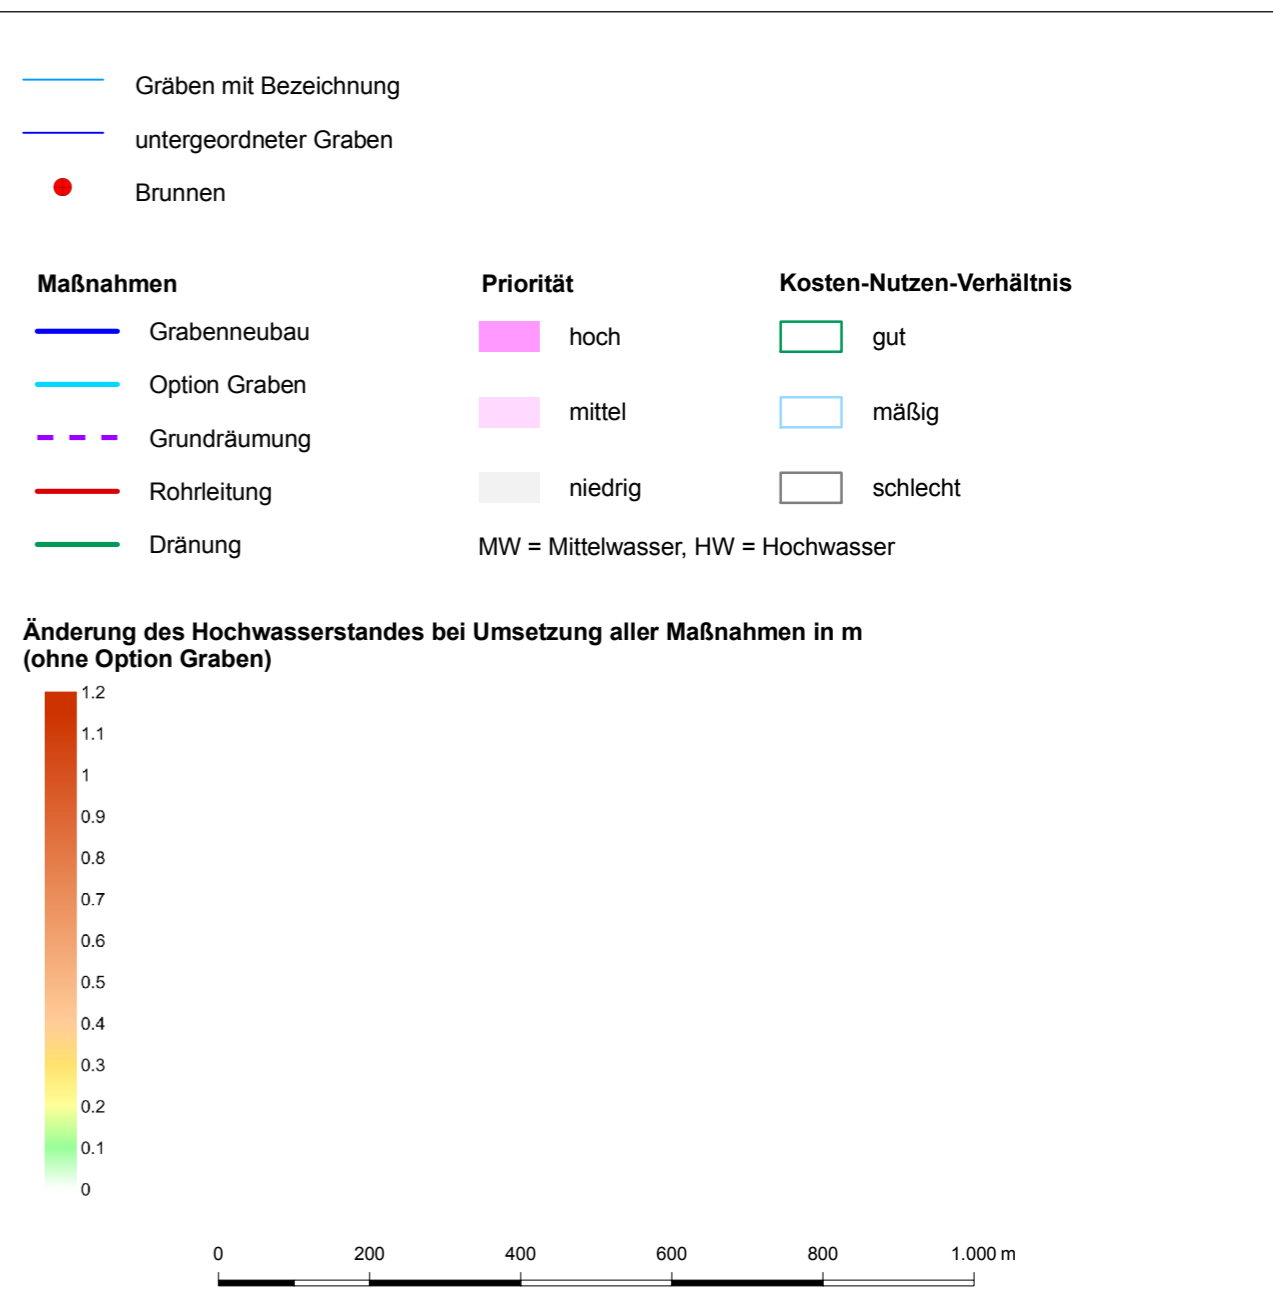 Gräben mit Bezeichnung
untergeordneter Graben
Brunnen
Maßnahmen
Grabenneubau
Option Graben
Grundräumung
Rohrleitung
Dränung
Priorität
hoch
mittel
niedrig
Kosten-Nutzen-Verhältnis
gut
mäßig
schlecht
MW = Mittelwasser, HW = Hochwasser
Änderung des Hochwasserstandes bei Umsetzung aller Maßnahmen in m
(ohne Option Graben)
1.2
1.1
1
0.9
0.8
0.7
0.6
0.5
0.4
0.3
0.2
0.1
0
0 200 400 600 800 1.000 m